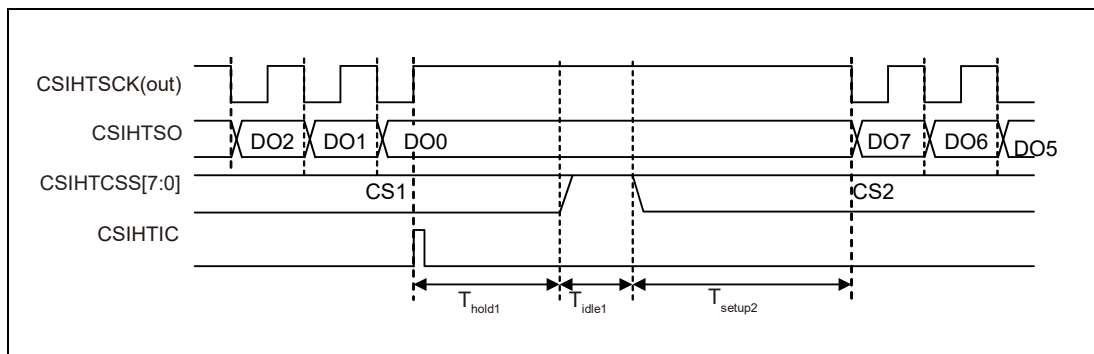 CSIHTSCK(out)
CSIHTSO DO2 DO1 DO0 DO7 DO6 DO5
CSIHTCSS[7:0] CS1 CS2
CSIHTIC
Thold1 Tidle1 Tsetup2